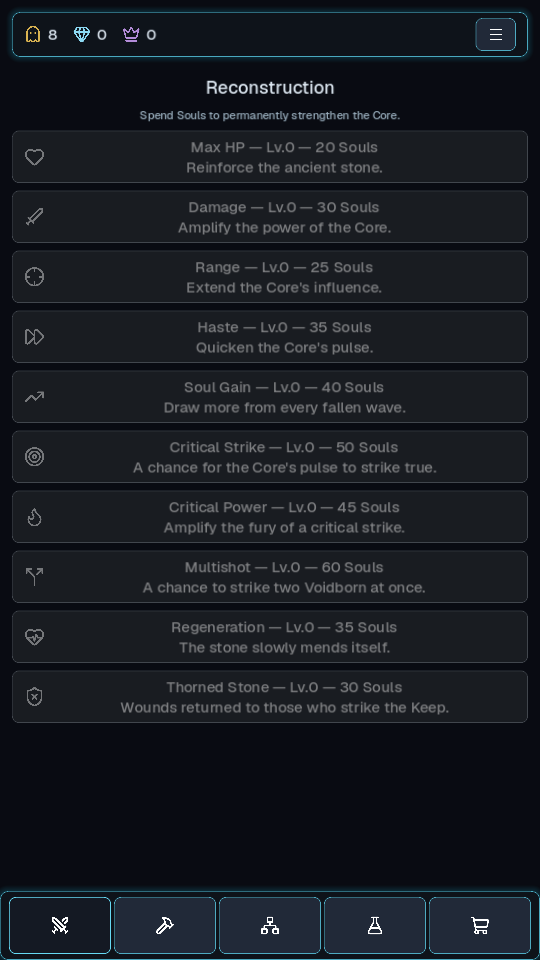 8 0 0
Reconstruction
Spend Souls to permanently strengthen the Core.
Max HP — Lv.0 — 20 Souls
Reinforce the ancient stone.
Damage — Lv.0 — 30 Souls
Amplify the power of the Core.
Range — Lv.0 — 25 Souls
Extend the Core's influence.
Haste — Lv.0 — 35 Souls
Quicken the Core's pulse.
Soul Gain — Lv.0 — 40 Souls
Draw more from every fallen wave.
Critical Strike — Lv.0 — 50 Souls
A chance for the Core's pulse to strike true.
Critical Power — Lv.0 — 45 Souls
Amplify the fury of a critical strike.
Multishot — Lv.0 — 60 Souls
A chance to strike two Voidborn at once.
Regeneration — Lv.0 — 35 Souls
The stone slowly mends itself.
Thorned Stone — Lv.0 — 30 Souls
Wounds returned to those who strike the Keep.